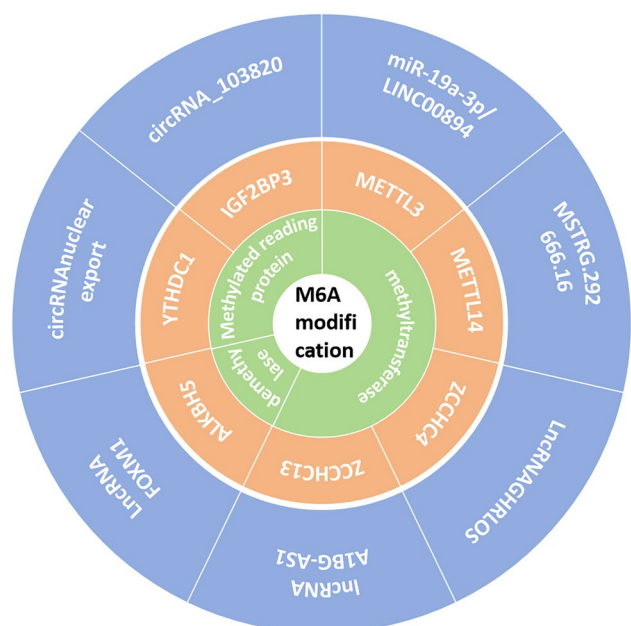 M6A
modifi
cation
methyltransferase
demethy
lase
Methylated reading
protein
METTL3
METTL14
ZCCHC4
ZCCHC13
ALKBH5
YTHDC1
IGF2BP3
miR-19a-3p/
LINC00894
MSTRG.292
666.16
LncRNAGHRLOS
lncRNA
A1BG-AS1
LncRNA
FOXM1
circRNAnuclear
export
circRNA_103820